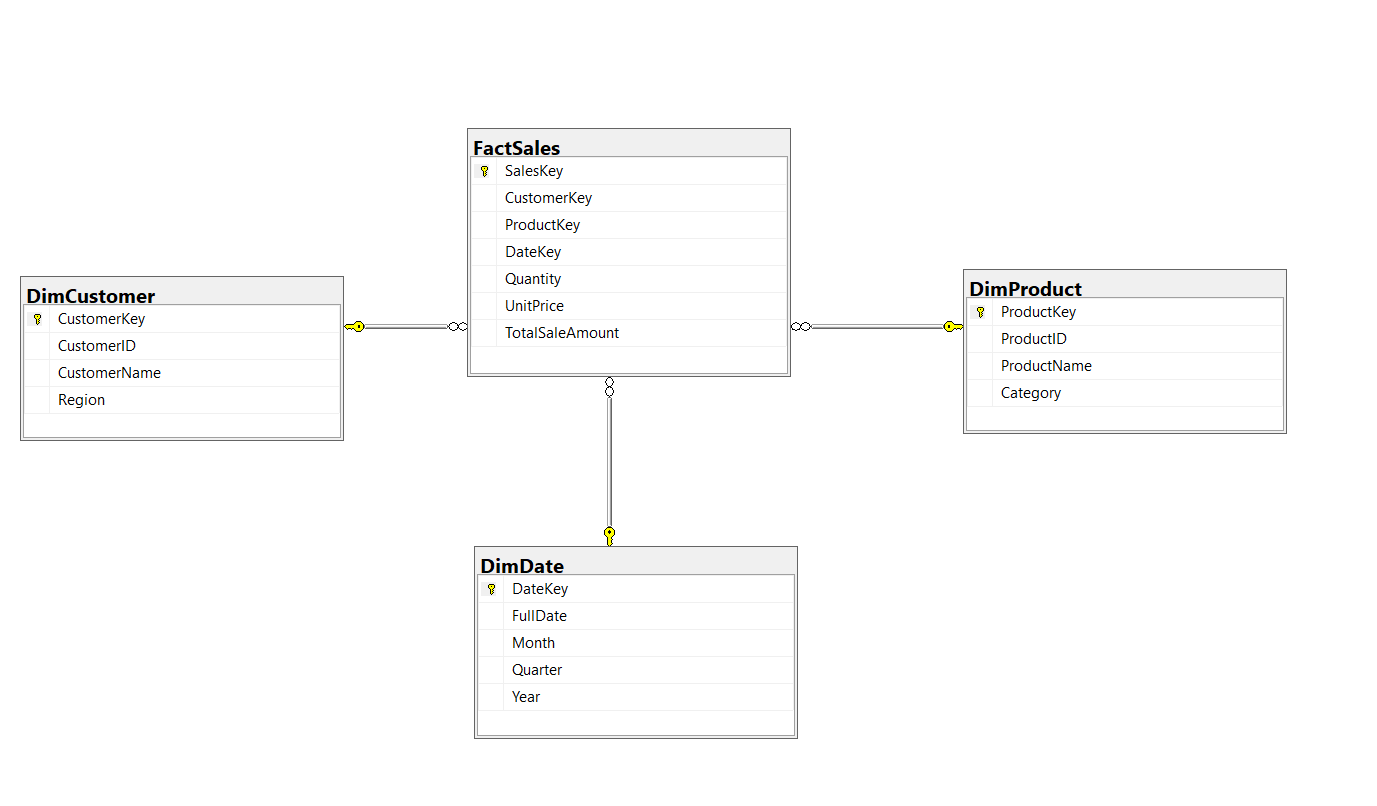 FactSales
SalesKey
CustomerKey
ProductKey
DateKey
Quantity
UnitPrice
TotalSaleAmount
DimCustomer
CustomerKey
CustomerID
CustomerName
Region
DimProduct
ProductKey
ProductID
ProductName
Category
DimDate
DateKey
FullDate
Month
Quarter
Year